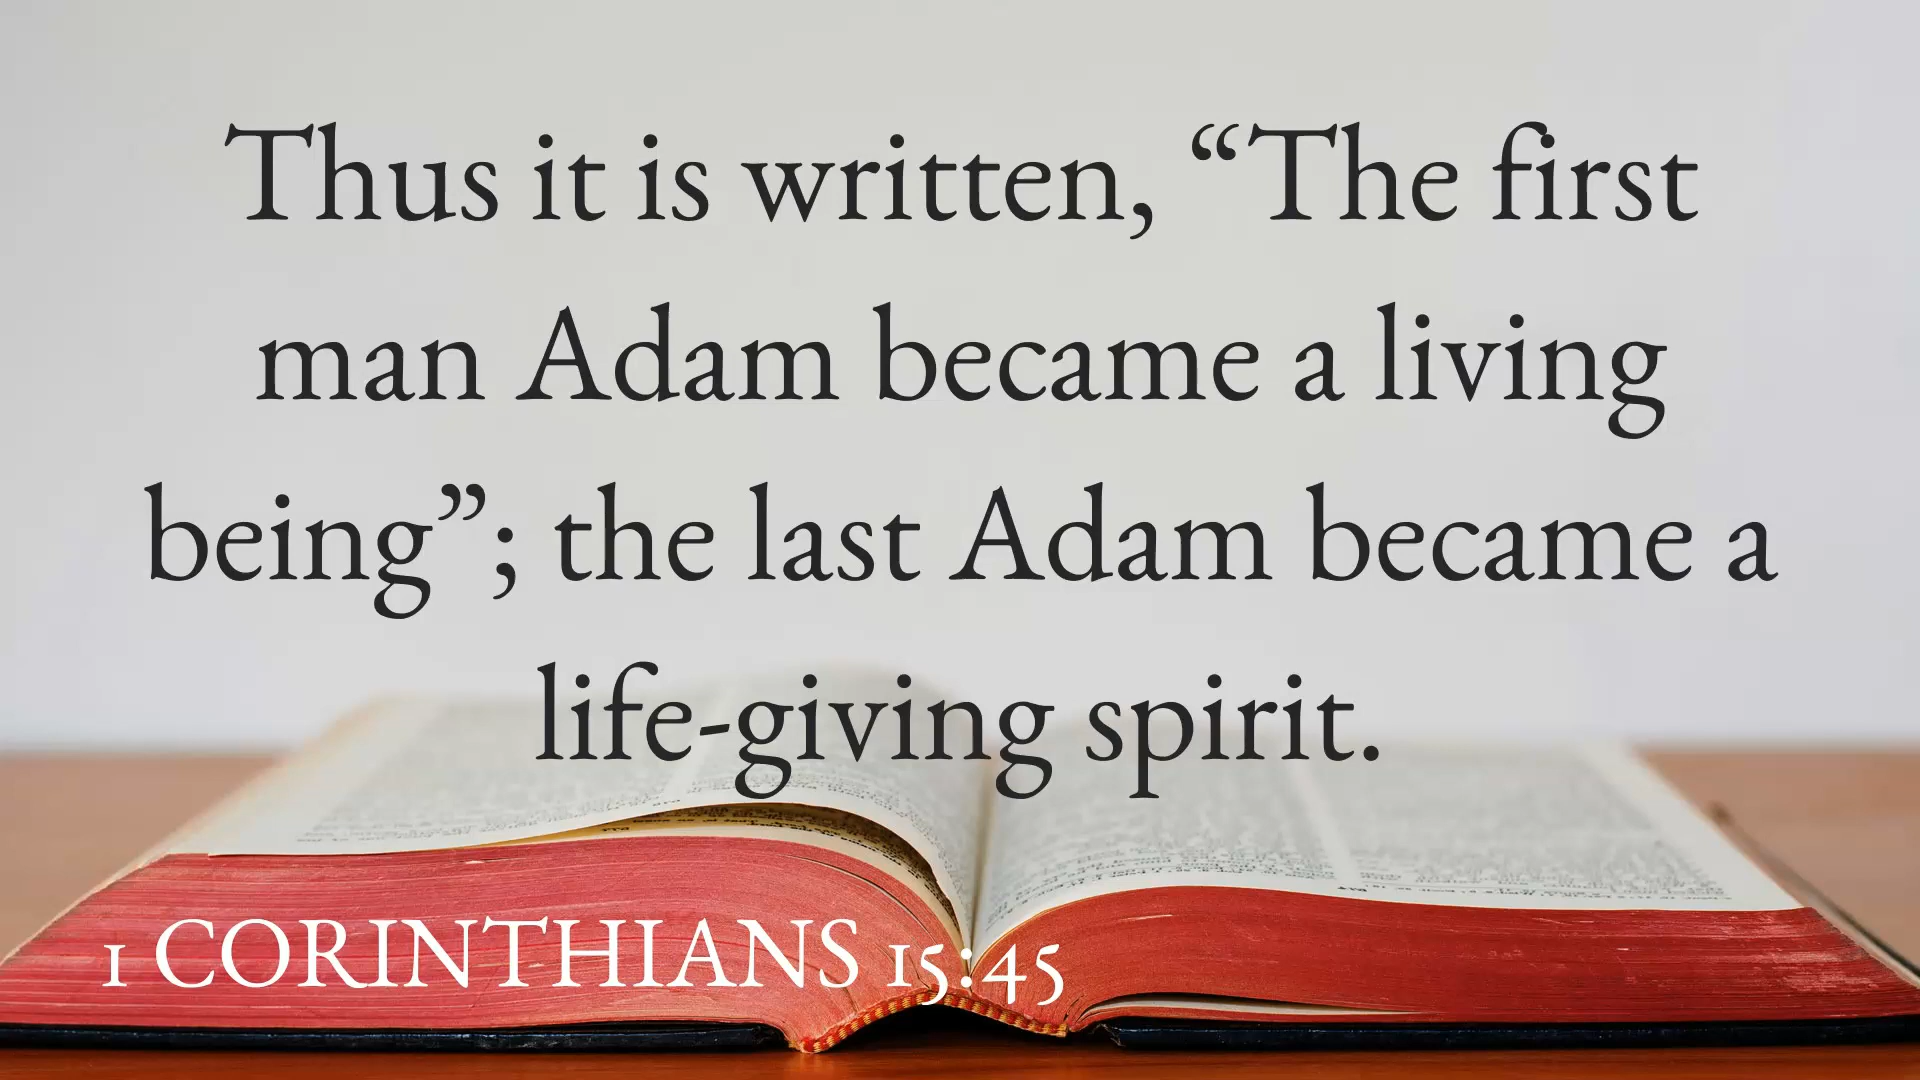 Thus it is written, “The first
man Adam became a living
being”; the last Adam became a
life-giving spirit.
1 CORINTHIANS 15:45